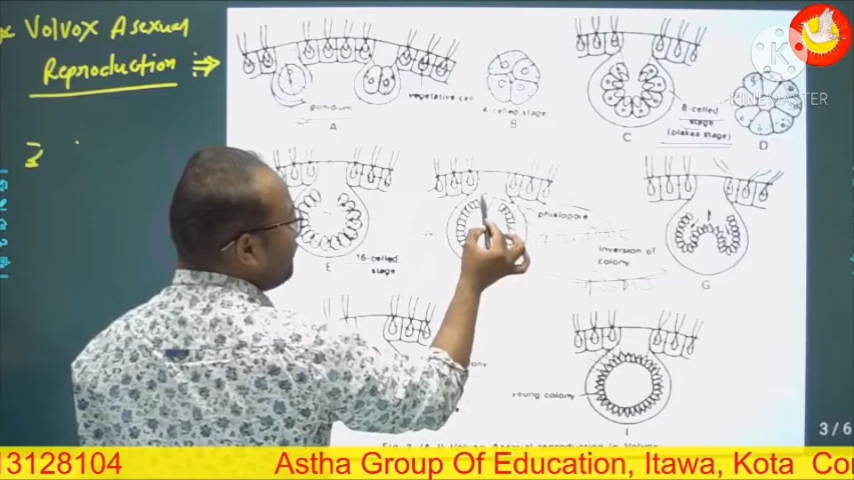 Volvox Asexual
Reproduction :⇒
gonidium
vegetative cell
A
4-celled stage
B
C
8-celled
stage
(plakea stage)
D
E
16-celled
stage
phialopore
Inversion of
colony
G
young colony
I
KINEMASTER
3/6
13128104
Astha Group of Education, Itawa, Kota